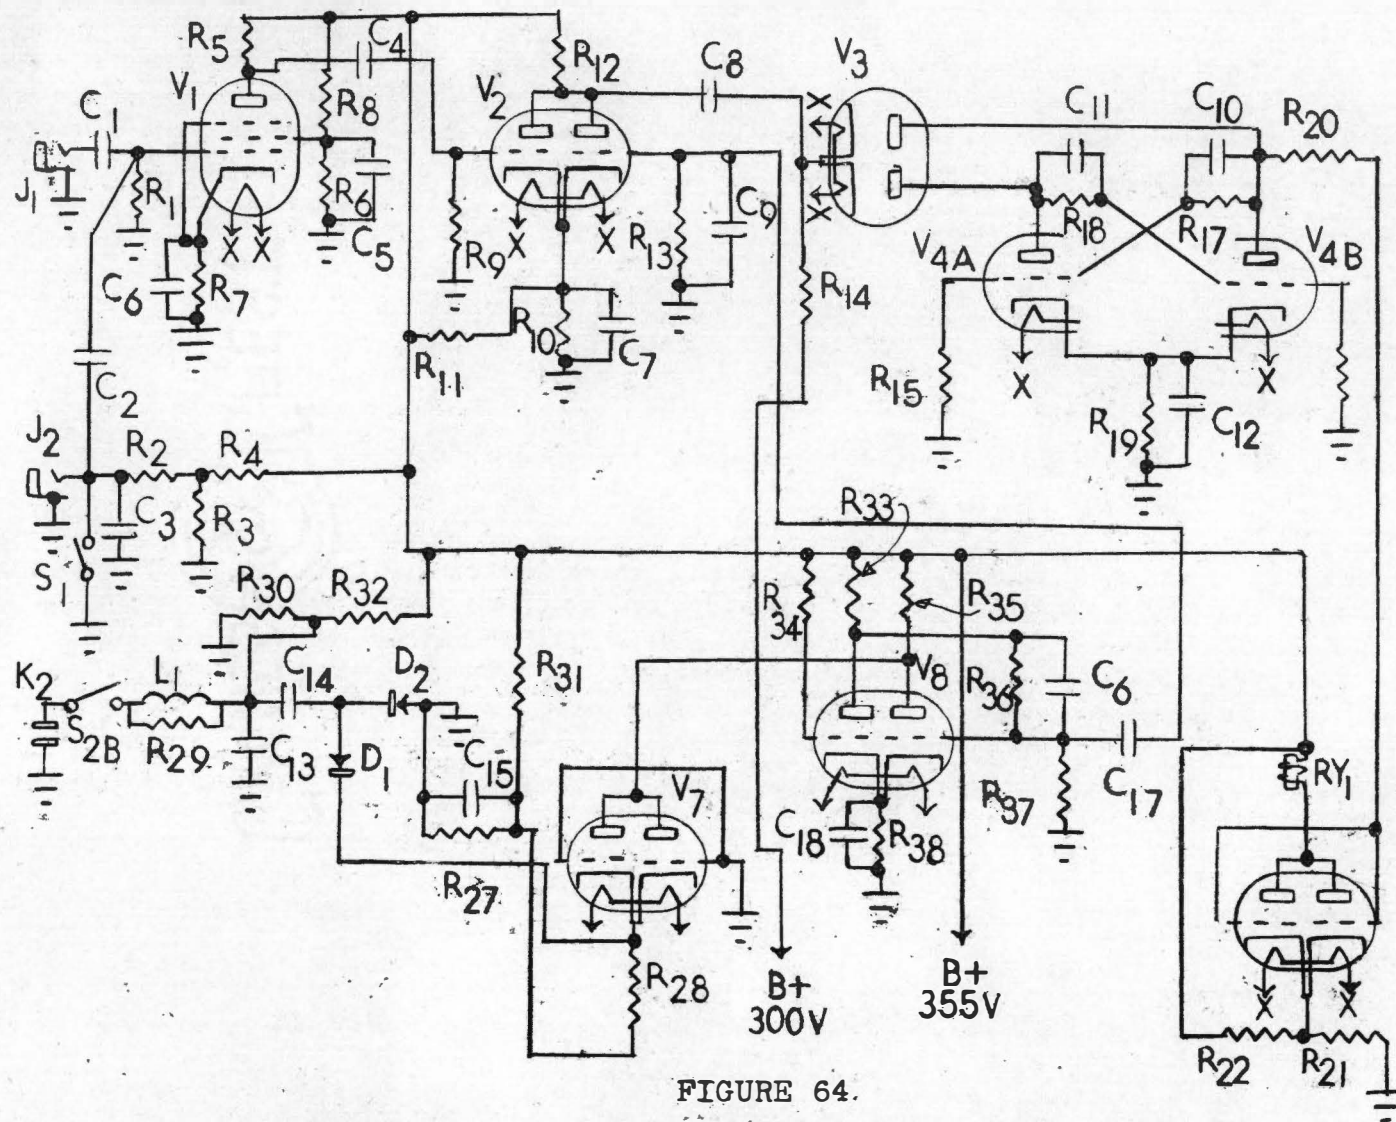 R5
C4
R12
C8
V3
V1
R8
V2
X
C11
C10
R20
C1
J1
R1
R6
C5
X X
C6
R7
R9
X X
R13
C9
X
R18
R17
V4A
V4B
R14
R10
C7
R11
C2
R15
X
X
R19
C12
J2
R2
R4
C3
R3
R33
S1
R30
R32
R34
R35
K2
L1
C14
D2
R31
V8
R36
C6
S2B
R29
C13
D1
C15
V7
R37
C17
RY1
C18
R38
R27
R28
B+
300V
B+
355V
X X
R22
R21
FIGURE 64.